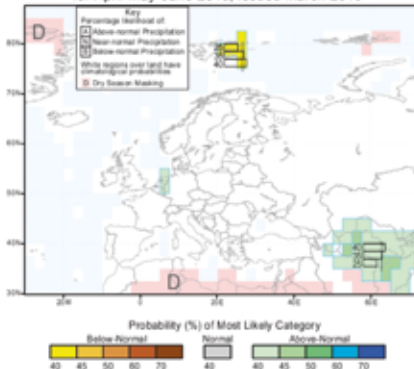 Key
Percentage likelihood of:
A Above-normal Precipitation
N Near-normal Precipitation
B Below-normal Precipitation
White regions over land have
climatological probabilities
D Dry Season Masking
D
D
80N
70N
60N
50N
40N
30N
20W
0
20E
40E
60E
Probability (%) of Most Likely Category
Below-Normal
Normal
Above-Normal
40 45 50 60 70
40
40 45 50 60 70